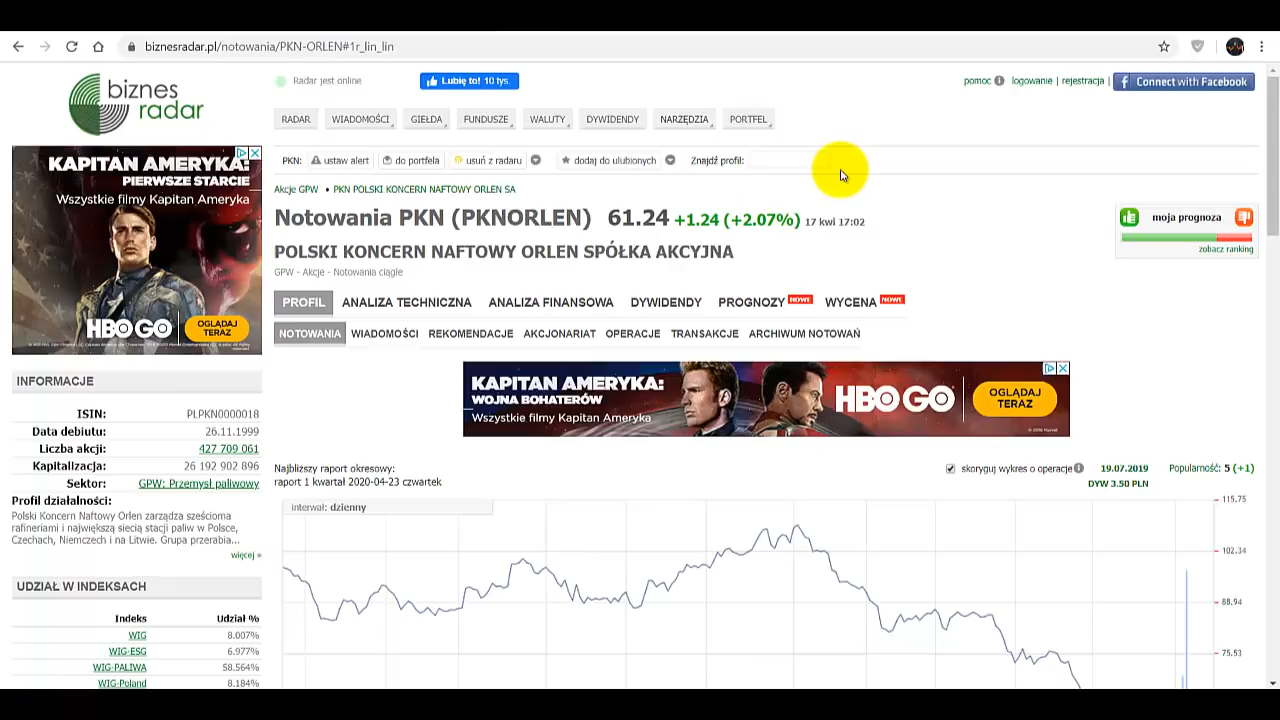 biznesradar.pl/notowania/PKN-ORLEN#1r_lin_lin
biznes
radar
Radar jest online
Lubię to! 10 tys.
pomoc
logowanie | rejestracja |
Connect with Facebook
RADAR
WIADOMOŚCI
GIEŁDA
FUNDUSZE
WALUTY
DYWIDENDY
NARZĘDZIA
PORTFEL
PKN:
ustaw alert
do portfela
usuń z radaru
dodaj do ulubionych
Znajdź profil:
KAPITAN AMERYKA:
PIERWSZE STARCIE
Wszystkie filmy Kapitan Ameryka
HBO GO
OGLĄDAJ
TERAZ
Akcje GPW • PKN POLSKI KONCERN NAFTOWY ORLEN SA
Notowania PKN (PKNORLEN) 61.24 +1.24 (+2.07%) 17 kwi 17:02
POLSKI KONCERN NAFTOWY ORLEN SPÓŁKA AKCYJNA
GPW - Akcje - Notowania ciągłe
moja prognoza
zobacz ranking
PROFIL
ANALIZA TECHNICZNA
ANALIZA FINANSOWA
DYWIDENDY
PROGNOZY NOWE
WYCENA NOWE
NOTOWANIA
WIADOMOŚCI
REKOMENDACJE
AKCJONARIAT
OPERACJE
TRANSAKCJE
ARCHIWUM NOTOWAŃ
KAPITAN AMERYKA:
WOJNA BOHATERÓW
Wszystkie filmy Kapitan Ameryka
HBO GO
OGLĄDAJ
TERAZ
INFORMACJE
ISIN: PLPKN0000018
Data debiutu: 26.11.1999
Liczba akcji: 427 709 061
Kapitalizacja: 26 192 902 896
Sektor: GPW: Przemysł paliwowy
Profil działalności:
Polski Koncern Naftowy Orlen zarządza sześcioma
rafineriami i największą siecią stacji paliw w Polsce,
Czechach, Niemczech i na Litwie. Grupa przerabia...
więcej »
UDZIAŁ W INDEKSACH
Indeks Udział %
WIG 8.007%
WIG-ESG 6.977%
WIG-PALIWA 58.564%
WIG-Poland 8.184%
Najbliższy raport okresowy:
raport 1 kwartał 2020-04-23 czwartek
skoryguj wykres o operacje
19.07.2019
DYW 3.50 PLN
Popularność: 5 (+1)
interwał: dzienny
115.75
102.34
88.94
75.53